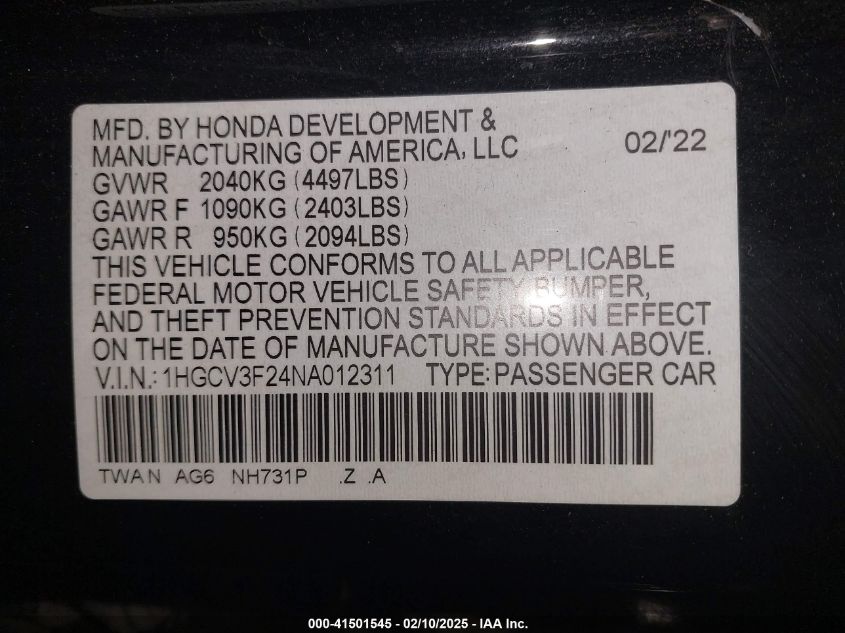 MFD. BY HONDA DEVELOPMENT & 02/'22
MANUFACTURING OF AMERICA, LLC
GVWR 2040KG (4497LBS)
GAWR F 1090KG (2403LBS)
GAWR R 950KG (2094LBS)
THIS VEHICLE CONFORMS TO ALL APPLICABLE
FEDERAL MOTOR VEHICLE SAFETY BUMPER,
AND THEFT PREVENTION STANDARDS IN EFFECT
ON THE DATE OF MANUFACTURE SHOWN ABOVE.
V.I.N.: 1HGCV3F24NA012311 TYPE: PASSENGER CAR
TWAN AG6 NH731P .Z .A
000-41501545 - 02/10/2025 - IAA Inc.